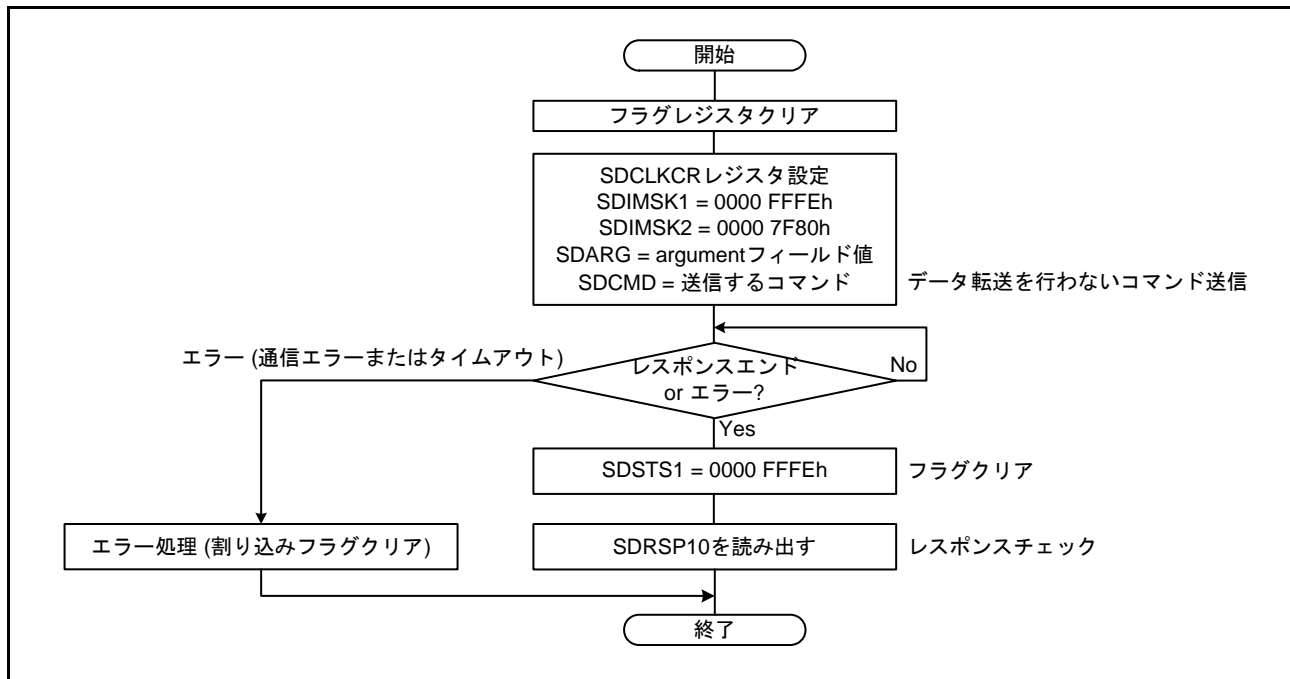 開始
フラグレジスタクリア
SDCLKCRレジスタ設定
SDIMSK1 = 0000 FFFEh
SDIMSK2 = 0000 7F80h
SDARG = argumentフィールド値
SDCMD = 送信するコマンド
データ転送を行わないコマンド送信
エラー (通信エラーまたはタイムアウト)
レスポンスエンド
or エラー?
No
Yes
SDSTS1 = 0000 FFFEh
フラグクリア
エラー処理 (割り込みフラグクリア)
SDRSP10を読み出す
レスポンスチェック
終了